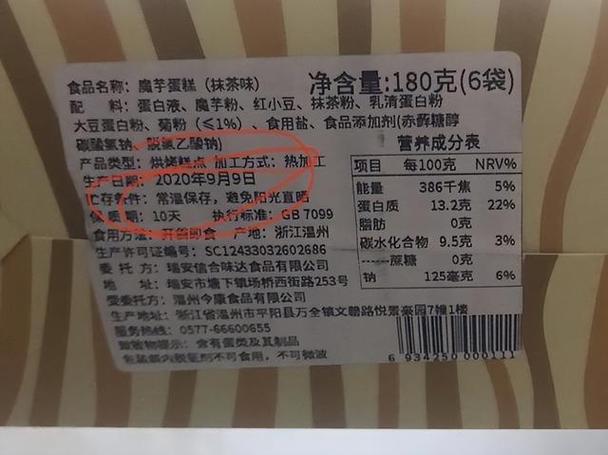 食品名称：魔芋蛋糕（抹茶味） 净含量:180克(6袋)
配 料：蛋白液、魔芋粉、红小豆、抹茶粉、乳清蛋白粉
大豆蛋白粉、菊粉（≤1%）、食用盐、食品添加剂(赤藓糖醇
碳酸氢钠、脱氢乙酸钠)
产品类型：烘烤糕点 加工方式：热加工
生产日期：2020年9月9日
贮存条件：常温保存，避免阳光直晒
保质期：10天 执行标准：GB 7099
食用方法：开袋即食 产地：浙江温州
生产许可证编号：SC12433032602686
委托方：瑞安信合味达食品有限公司
地 址：瑞安市塘下镇场桥西街路253号
受委托方：温州今康食品有限公司
生产地址：浙江省温州市平阳县万全镇文瞻路悦景豪园7幢1楼
服务热线：0577-66600655
致敏物提示：含有蛋类及其制品
包装袋内脱氧剂不可食用，不可微波
营养成分表
项目 每100克 NRV%
能量 386千焦 5%
蛋白质 13.2克 22%
脂肪 0克
碳水化合物 9.5克 3%
-----蔗糖 0克
钠 125毫克 6%
6 934250 000111